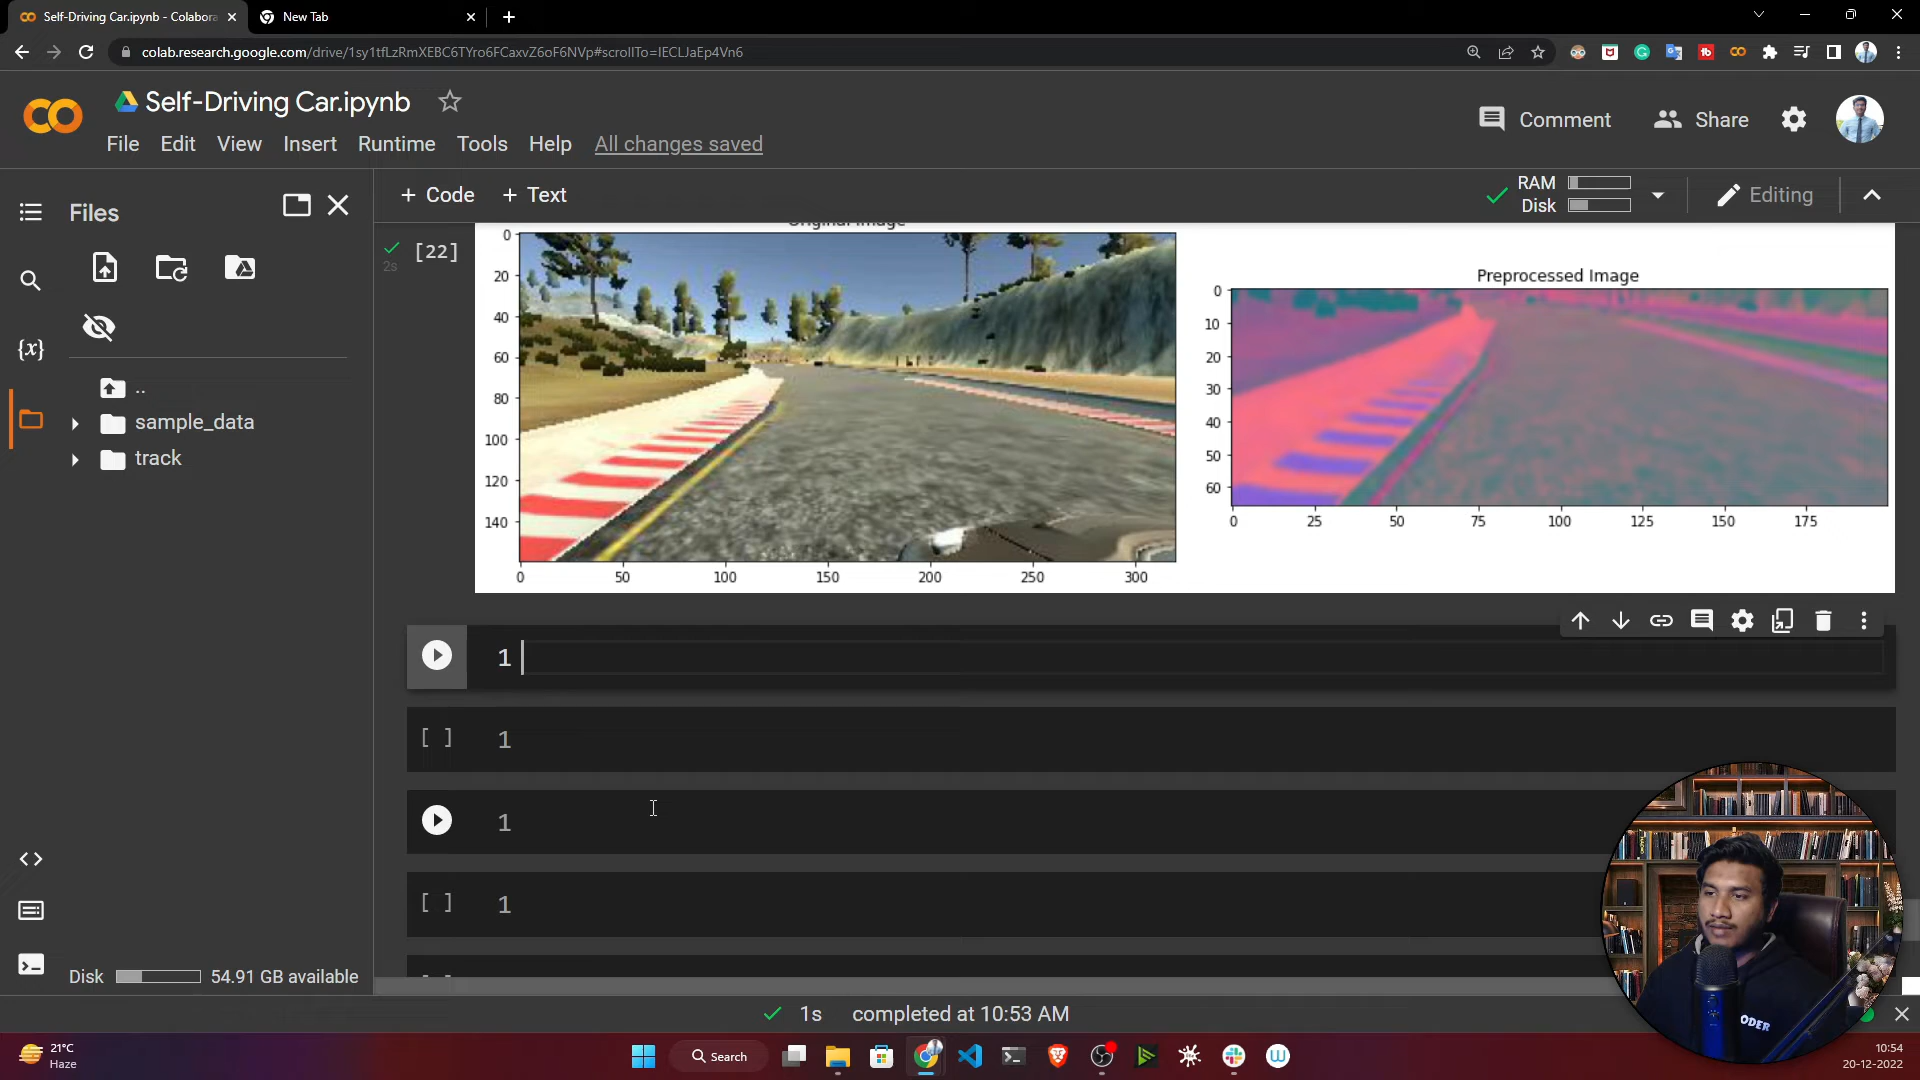 Self-Driving Car.ipynb - Colabora
New Tab
colab.research.google.com/drive/1sy1tfLzRmXEBC6TYro6FCaxvZ6oF6NVp#scrollTo=IECLJaEp4Vn6
Self-Driving Car.ipynb
Comment
Share
File Edit View Insert Runtime Tools Help All changes saved
Files
+ Code + Text
RAM
Disk
Editing
Original Image
[22]
2s
0
20
40
60
80
100
120
140
0 50 100 150 200 250 300
Preprocessed Image
0
10
20
30
40
50
60
0 25 50 75 100 125 150 175
{x}
..
sample_data
track
1
[ ] 1
1
[ ] 1
Disk 54.91 GB available
1s completed at 10:53 AM
ODER
21°C
Haze
Search
10:54
20-12-2022